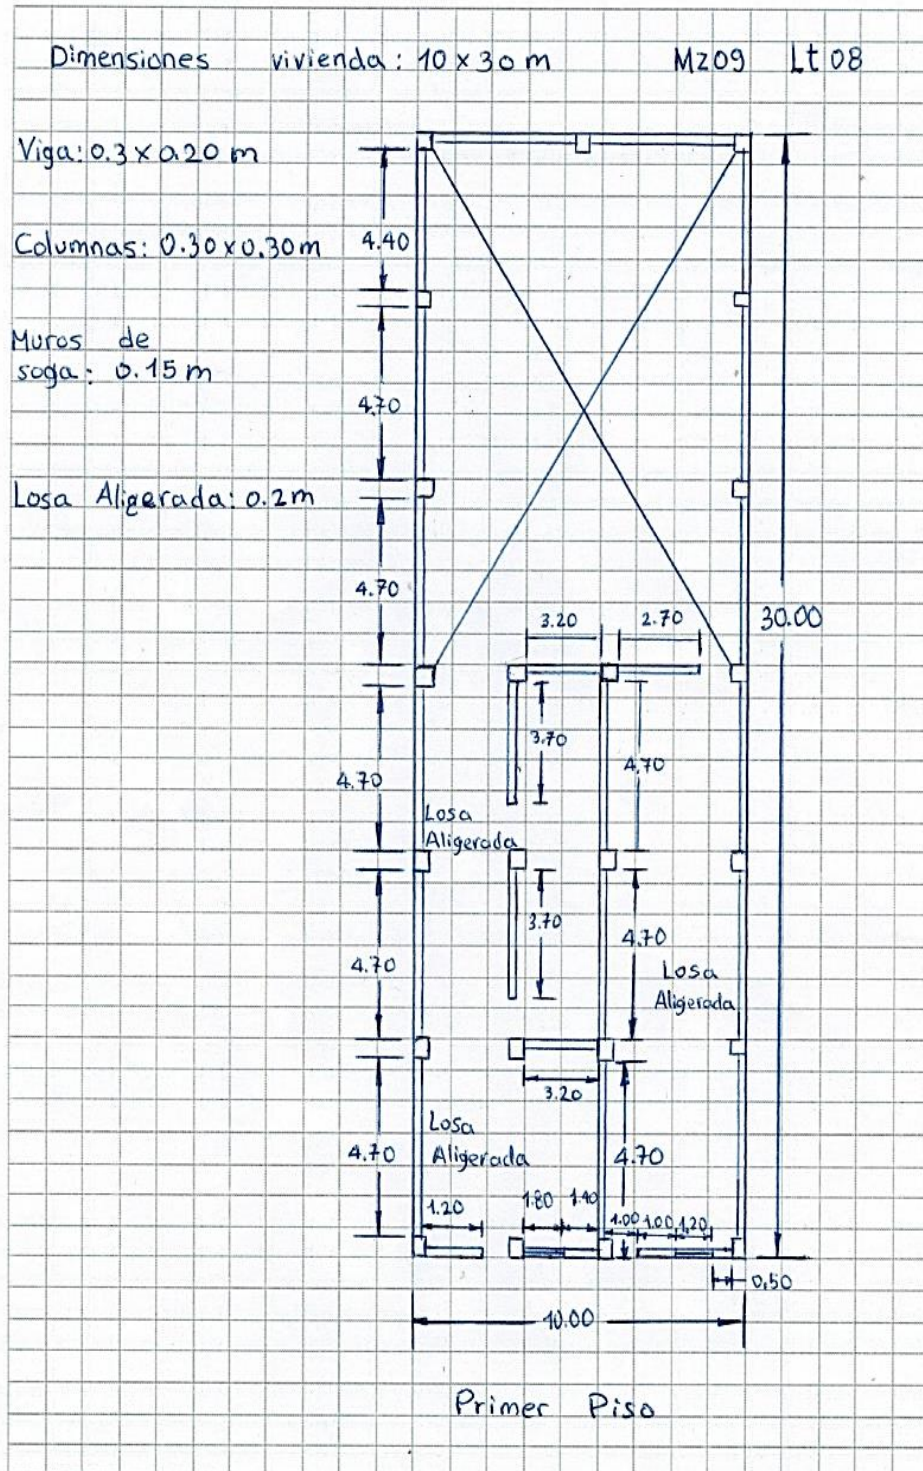 Dimensiones vivienda: 10 x 30 m Mz09 Lt 08
Viga: 0.3 x 0.20 m
Columnas: 0.30 x 0.30 m
4.40
Muros de
soga: 0.15 m
4.70
Losa Aligerada: 0.2m
4.70
3.20 2.70 30.00
3.70
4.70
4.70
Losa
Aligerada
3.70
4.70
4.70
Losa
Aligerada
3.20
Losa
Aligerada
4.70
4.70
1.20
1.80 1.40
1.00 1.00 1.20
0.50
10.00
Primer Piso